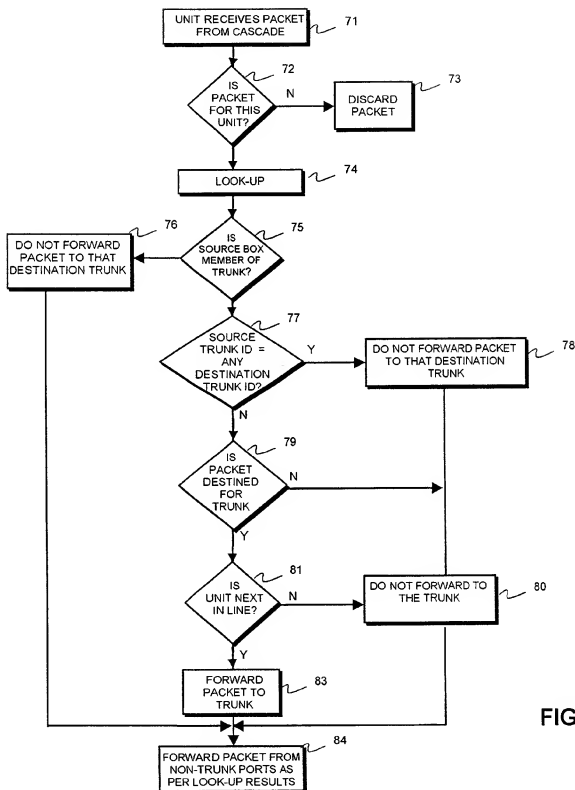 UNIT RECEIVES PACKET
FROM CASCADE
71
72
IS
PACKET
FOR THIS
UNIT?
N
DISCARD
PACKET
73
LOOK-UP
74
76
DO NOT FORWARD
PACKET TO THAT
DESTINATION TRUNK
75
IS
SOURCE BOX
MEMBER OF
TRUNK?
77
SOURCE
TRUNK ID =
ANY
DESTINATION
TRUNK ID?
Y
N
DO NOT FORWARD PACKET
TO THAT DESTINATION
TRUNK
78
79
IS
PACKET
DESTINED
FOR
TRUNK
N
Y
81
IS
UNIT NEXT
IN LINE?
N
Y
DO NOT FORWARD TO
THE TRUNK
80
FORWARD
PACKET TO
TRUNK
83
FIG
84
FORWARD PACKET FROM
NON-TRUNK PORTS AS
PER LOOK-UP RESULTS